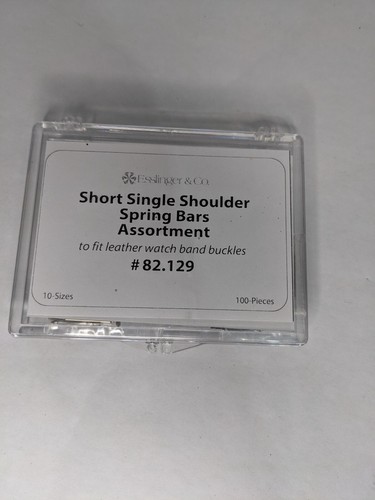 Esslinger & Co.
Short Single Shoulder
Spring Bars
Assortment
to fit leather watch band buckles
#82.129
10-Sizes 100-Pieces